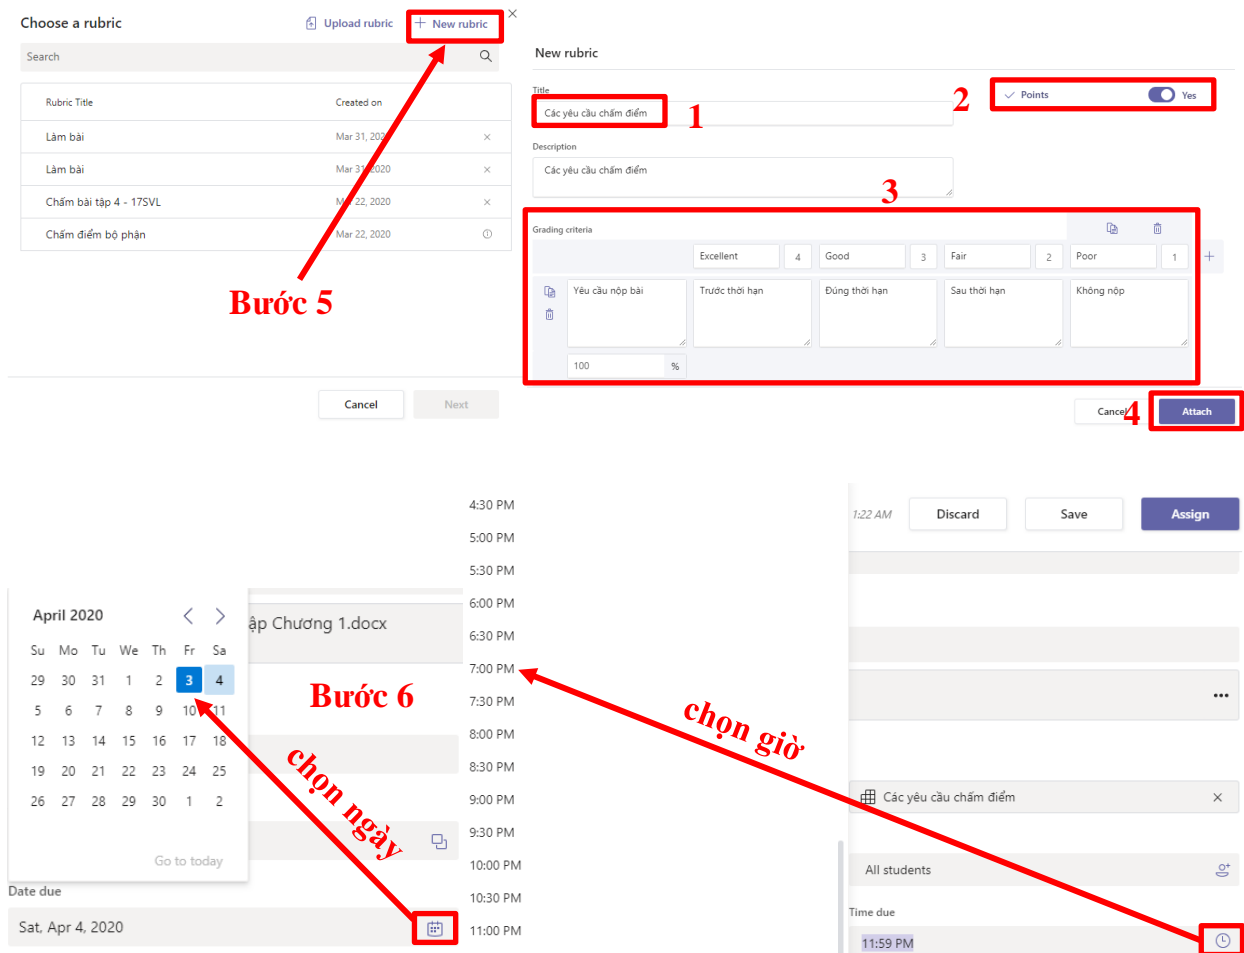 Choose a rubric
Upload rubric
+ New rubric
Search
Rubric Title Created on
Làm bài Mar 31, 2020
Làm bài Mar 31, 2020
Chấm bài tập 4 - 17SVL Mar 22, 2020
Chấm điểm bộ phận Mar 22, 2020
Bước 5
Cancel Next
New rubric
Title
Các yêu cầu chấm điểm
1
2
Points Yes
Description
Các yêu cầu chấm điểm
3
Grading criteria
Excellent 4 Good 3 Fair 2 Poor 1 +
Yêu cầu nộp bài Trước thời hạn Đúng thời hạn Sau thời hạn Không nộp
100 %
Cancel 4 Attach
April 2020
Su Mo Tu We Th Fr Sa
29 30 31 1 2 3 4
5 6 7 8 9 10 11
12 13 14 15 16 17 18
19 20 21 22 23 24 25
26 27 28 29 30 1 2
Go to today
ập Chương 1.docx
Bước 6
chọn ngày
Date due
Sat, Apr 4, 2020
4:30 PM
5:00 PM
5:30 PM
6:00 PM
6:30 PM
7:00 PM
7:30 PM
8:00 PM
8:30 PM
9:00 PM
9:30 PM
10:00 PM
10:30 PM
11:00 PM
chọn giờ
1:22 AM Discard Save Assign
Các yêu cầu chấm điểm
All students
Time due
11:59 PM